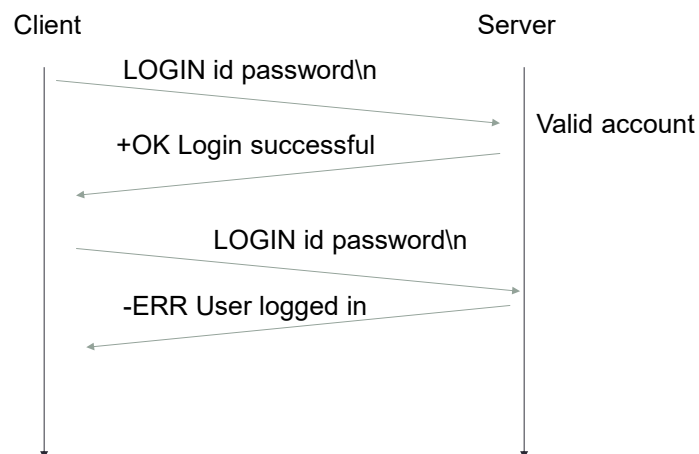 Client
Server
LOGIN id password\n
Valid account
+OK Login successful
LOGIN id password\n
-ERR User logged in